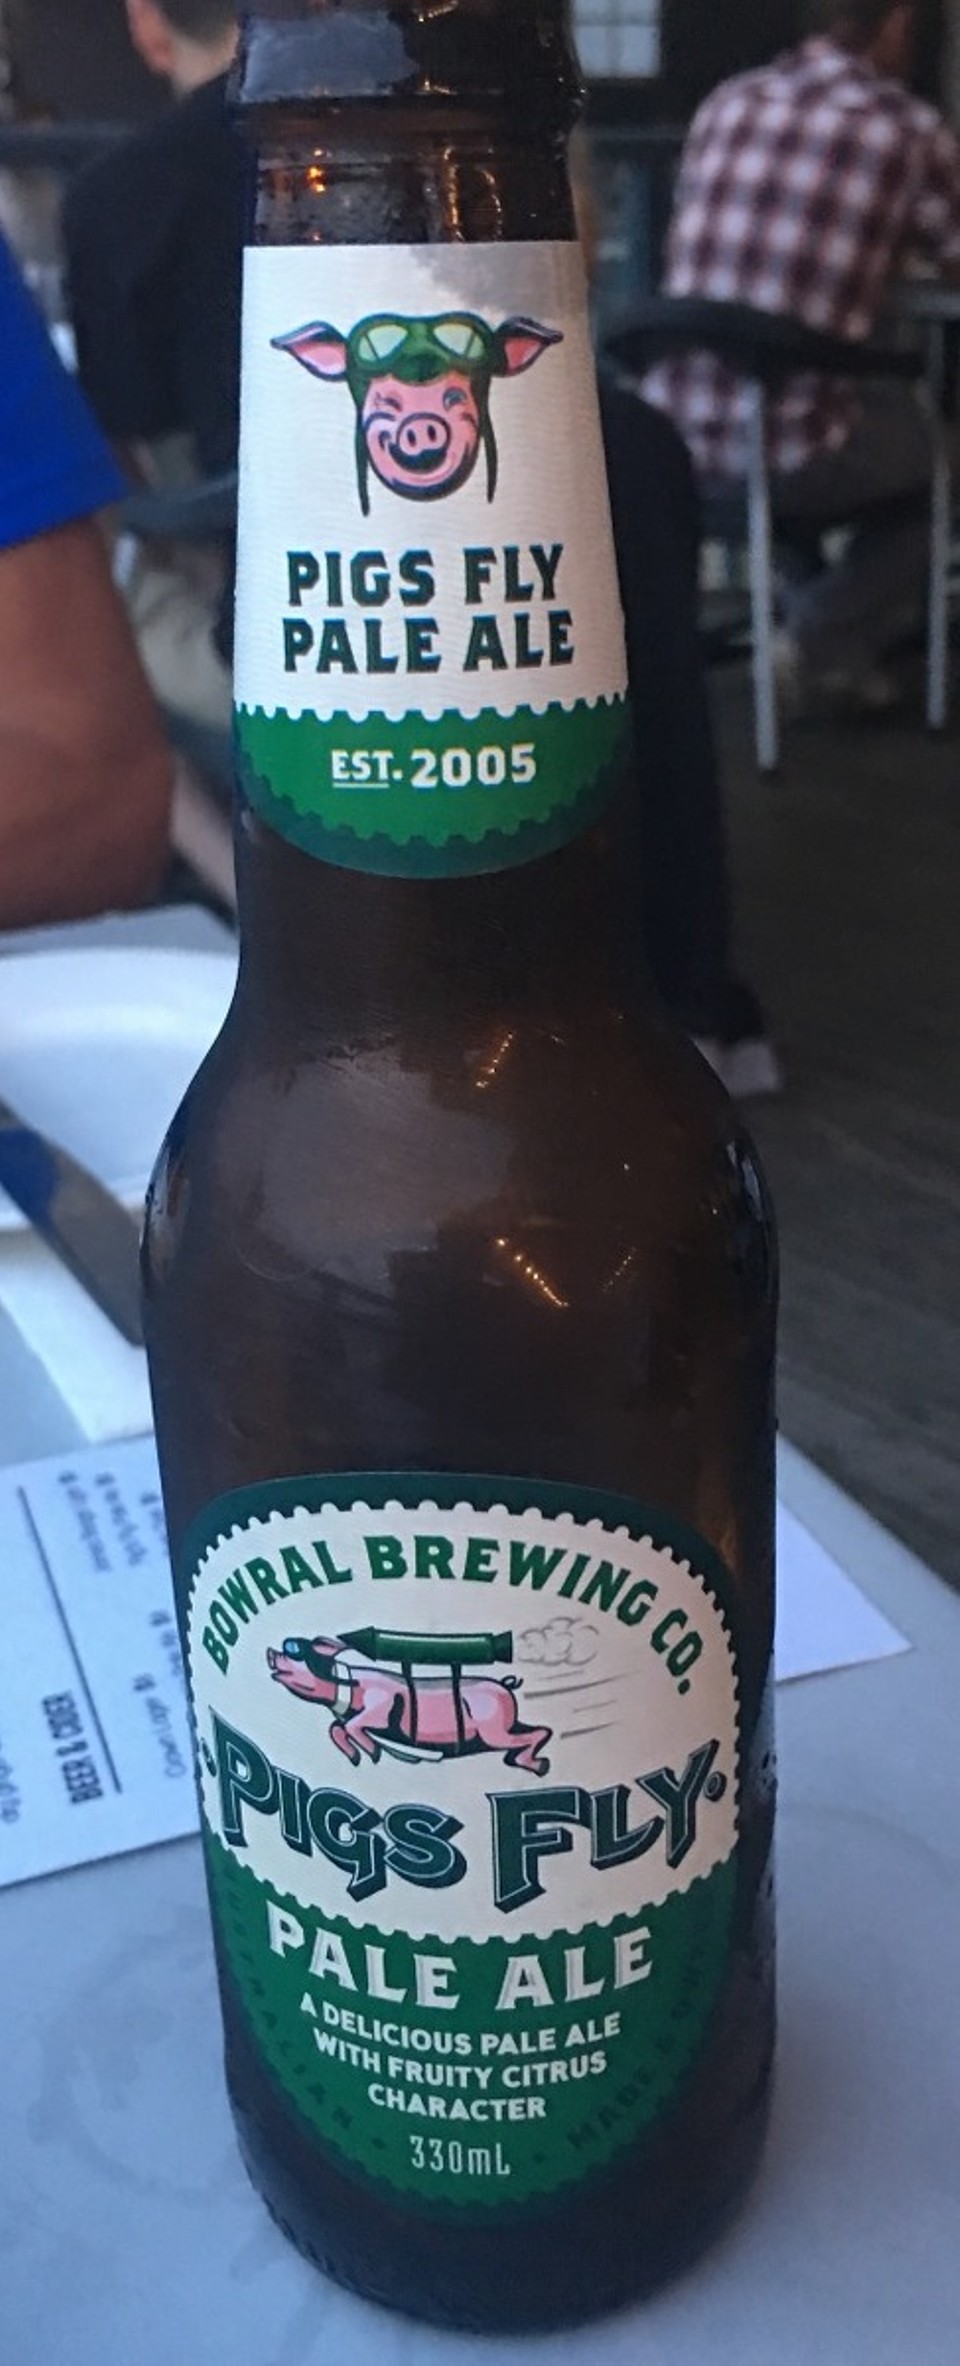 PIGS FLY
PALE ALE
EST. 2005
BOWRAL BREWING CO.
PIGS FLY
PALE ALE
A DELICIOUS PALE ALE
WITH FRUITY CITRUS
CHARACTER
330mL
MADE
BEER & CIDER